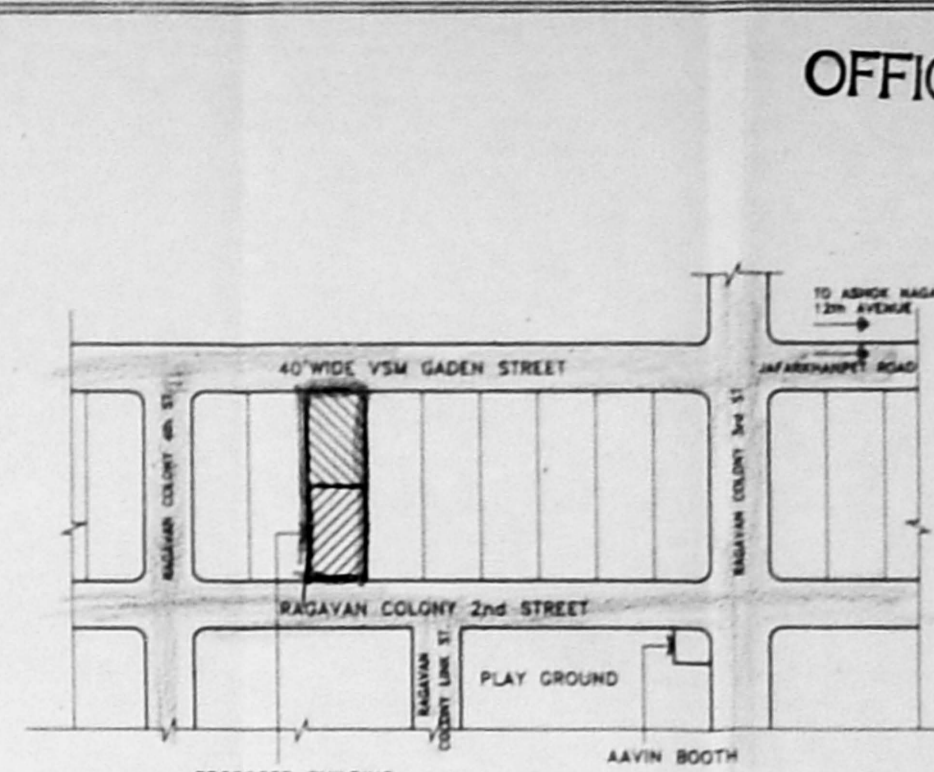 OFFIC
TO ASHOK NAGA
12th AVENUE
40'WIDE VSM GADEN STREET
JAFARKHANPET ROAD
RAGAVAN COLONY 4th ST.
RAGAVAN COLONY 3rd ST
RAGAVAN COLONY 2nd STREET
RAGAVAN
COLONY LINK ST.
PLAY GROUND
AAVIN BOOTH